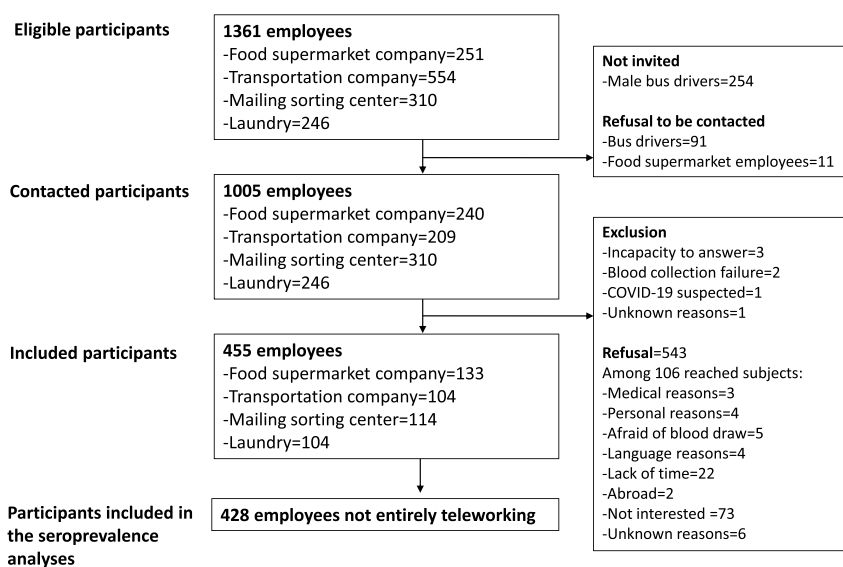 Eligible participants
1361 employees
-Food supermarket company=251
-Transportation company=554
-Mailing sorting center=310
-Laundry=246
Not invited
-Male bus drivers=254
Refusal to be contacted
-Bus drivers=91
-Food supermarket employees=11
Contacted participants
1005 employees
-Food supermarket company=240
-Transportation company=209
-Mailing sorting center=310
-Laundry=246
Exclusion
-Incapacity to answer=3
-Blood collection failure=2
-COVID-19 suspected=1
-Unknown reasons=1
Refusal=543
Among 106 reached subjects:
-Medical reasons=3
-Personal reasons=4
-Afraid of blood draw=5
-Language reasons=4
-Lack of time=22
-Abroad=2
-Not interested =73
-Unknown reasons=6
Included participants
455 employees
-Food supermarket company=133
-Transportation company=104
-Mailing sorting center=114
-Laundry=104
Participants included in
the seroprevalence
analyses
428 employees not entirely teleworking